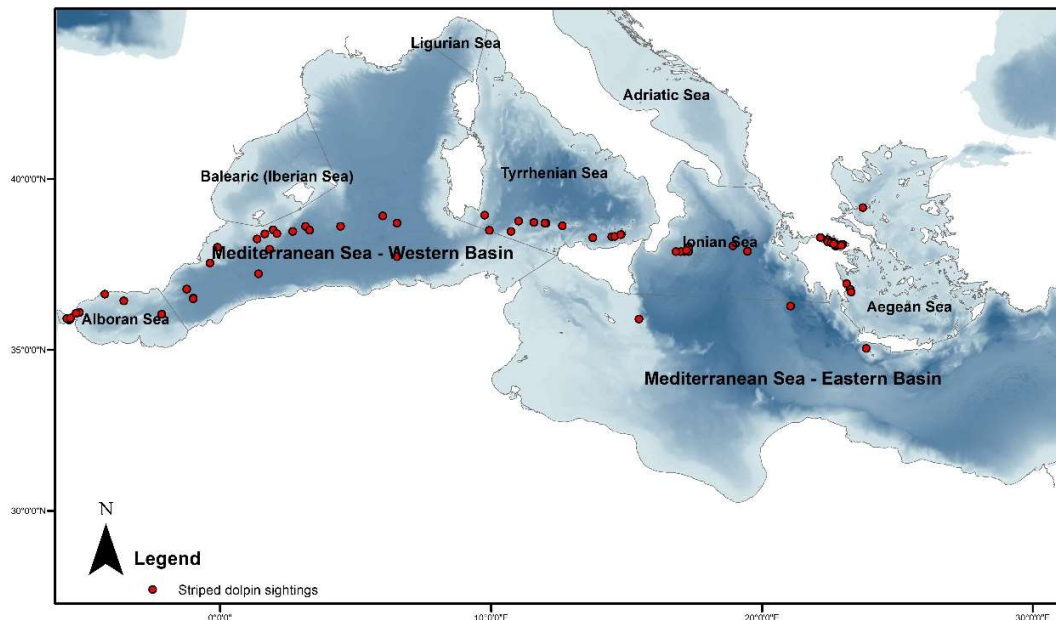 Ligurian Sea
Adriatic Sea
Balearic (Iberian Sea)
Tyrrhenian Sea
40°0'0"N
Ionian Sea
Mediterranean Sea - Western Basin
Aegean Sea
Alboran Sea
35°0'0"N
Mediterranean Sea - Eastern Basin
30°0'0"N
N
Legend
Striped dolpin sightings
0°0'0"
10°0'0"E
20°0'0"E
30°0'0"E